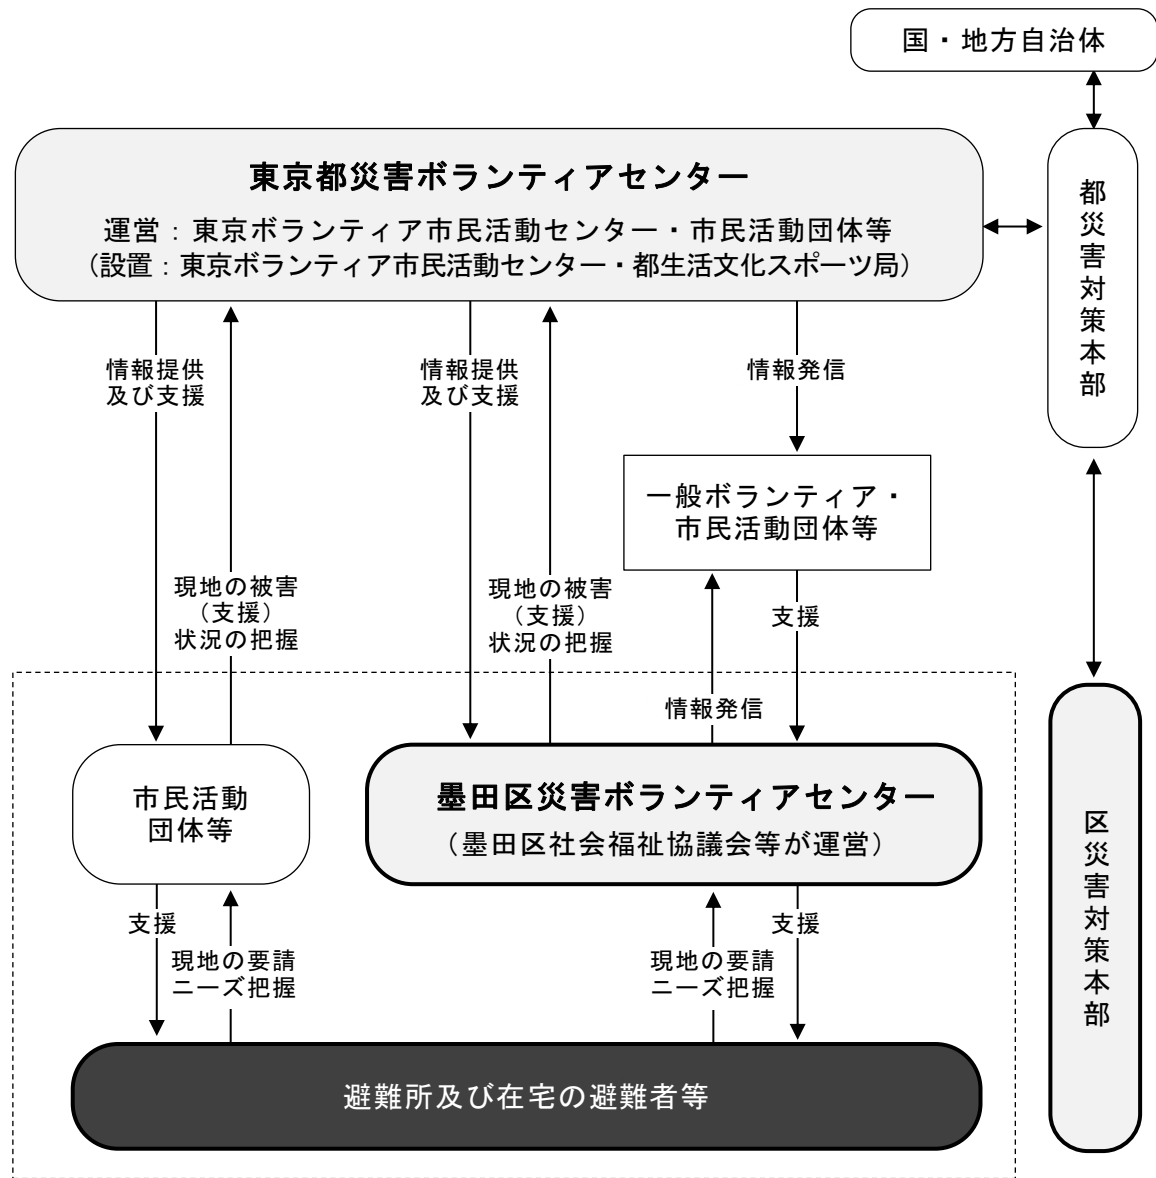 国・地方自治体
東京都災害ボランティアセンター
運営：東京ボランティア市民活動センター・市民活動団体等
（設置：東京ボランティア市民活動センター・都生活文化スポーツ局）
都災害対策本部
情報提供
及び支援
情報提供
及び支援
情報発信
一般ボランティア・
市民活動団体等
現地の被害
（支援）
状況の把握
現地の被害
（支援）
状況の把握
支援
情報発信
市民活動
団体等
墨田区災害ボランティアセンター
（墨田区社会福祉協議会等が運営）
区災害対策本部
支援
現地の要請
ニーズ把握
現地の要請
ニーズ把握
支援
避難所及び在宅の避難者等